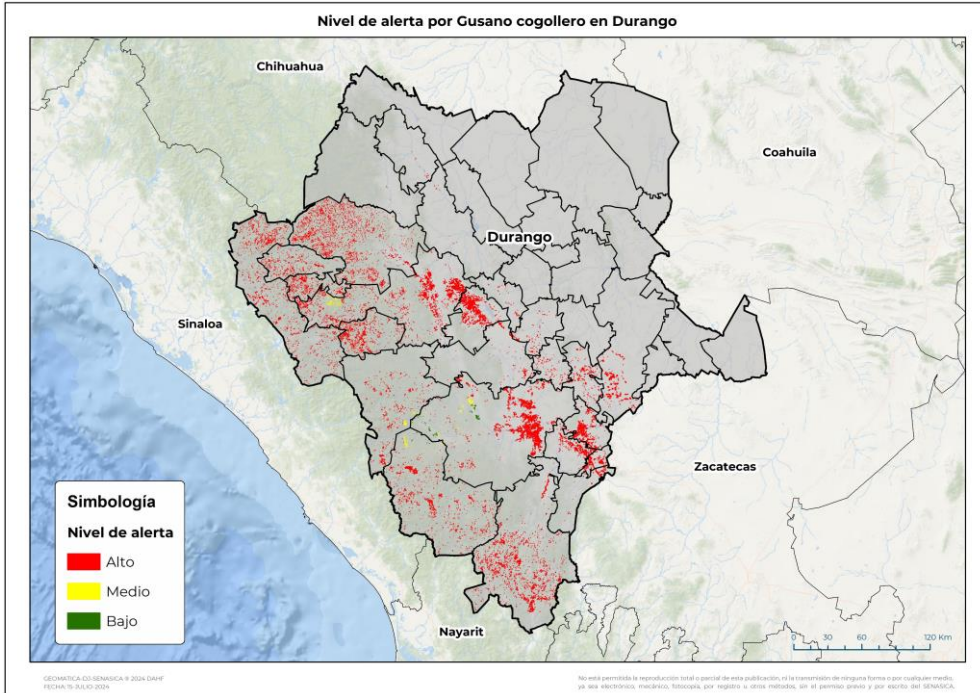 Nivel de alerta por Gusano cogollero en Durango
Chihuahua
Coahuila
Durango
Sinaloa
Zacatecas
Nayarit
Simbología
Nivel de alerta
Alto
Medio
Bajo
0 30 60 120 Km
GEOMATICA-DJ-SENASICA ® 2024 DAHF
FECHA: 15-JULIO-2024
No está permitida la reproducción total o parcial de esta publicación, ni la transmisión de ninguna forma o por cualquier medio,
ya sea electrónico, mecánico, fotocopia, por registro u otros métodos, sin el permiso previo y por escrito del SENASICA.